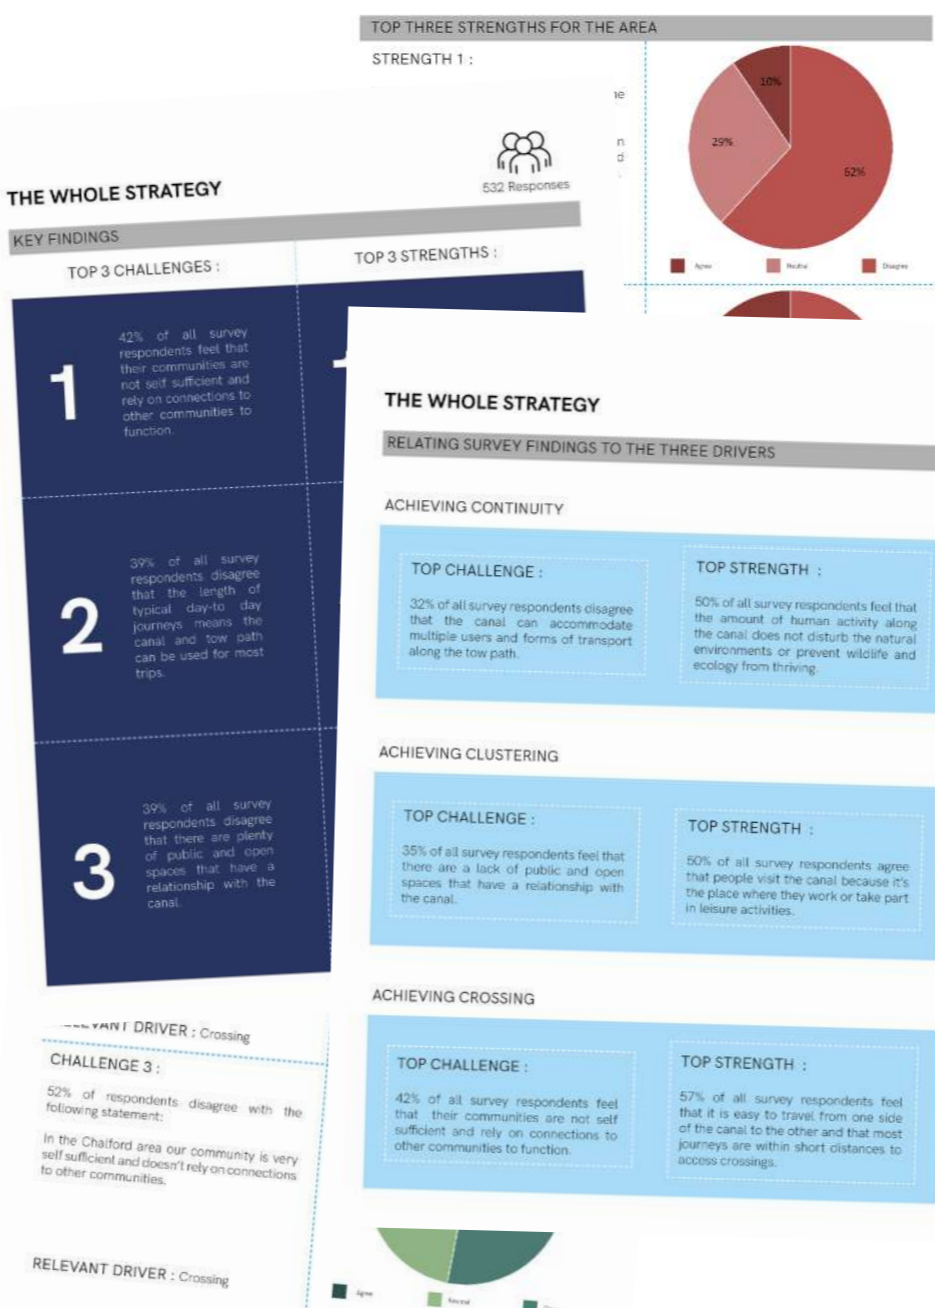 TOP THREE STRENGTHS FOR THE AREA
STRENGTH 1 :
10%
29%
62%
Agree
Neutral
Disagree
THE WHOLE STRATEGY
532 Responses
KEY FINDINGS
TOP 3 CHALLENGES :
TOP 3 STRENGTHS :
1
42% of all survey
respondents feel that
their communities are
not self sufficient and
rely on connections to
other communities to
function.
2
39% of all survey
respondents disagree
that the length of
typical day-to day
journeys means the
canal and tow path
can be used for most
trips.
3
39% of all survey
respondents disagree
that there are plenty
of public and open
spaces that have a
relationship with the
canal.
THE WHOLE STRATEGY
RELATING SURVEY FINDINGS TO THE THREE DRIVERS
ACHIEVING CONTINUITY
TOP CHALLENGE :
32% of all survey respondents disagree
that the canal can accommodate
multiple users and forms of transport
along the tow path.
TOP STRENGTH :
50% of all survey respondents feel that
the amount of human activity along
the canal does not disturb the natural
environments or prevent wildlife and
ecology from thriving.
ACHIEVING CLUSTERING
TOP CHALLENGE :
35% of all survey respondents feel that
there are a lack of public and open
spaces that have a relationship with
the canal.
TOP STRENGTH :
50% of all survey respondents agree
that people visit the canal because it's
the place where they work or take part
in leisure activities.
ACHIEVING CROSSING
TOP CHALLENGE :
42% of all survey respondents feel
that their communities are not self
sufficient and rely on connections to
other communities to function.
TOP STRENGTH :
57% of all survey respondents feel
that it is easy to travel from one side
of the canal to the other and that most
journeys are within short distances to
access crossings.
RELEVANT DRIVER : Crossing
CHALLENGE 3 :
52% of respondents disagree with the
following statement:
In the Chalford area our community is very
self sufficient and doesn't rely on connections
to other communities.
RELEVANT DRIVER : Crossing
Agree
Neutral